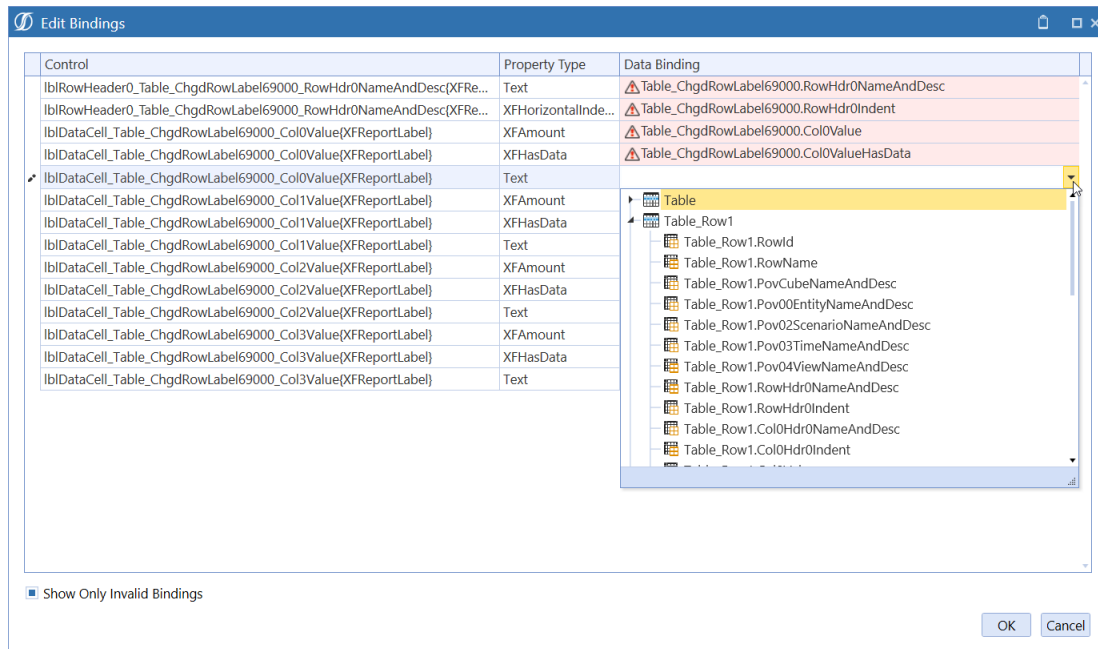 Edit Bindings
Control Property Type Data Binding
lblRowHeader0_Table_ChgdRowLabel69000_RowHdr0NameAndDesc{XFRe... Text Table_ChgdRowLabel69000.RowHdr0NameAndDesc
lblRowHeader0_Table_ChgdRowLabel69000_RowHdr0NameAndDesc{XFRe... XFHorizontalInde... Table_ChgdRowLabel69000.RowHdr0Indent
lblDataCell_Table_ChgdRowLabel69000_Col0Value{XFReportLabel} XFAmount Table_ChgdRowLabel69000.Col0Value
lblDataCell_Table_ChgdRowLabel69000_Col0Value{XFReportLabel} XFHasData Table_ChgdRowLabel69000.Col0ValueHasData
lblDataCell_Table_ChgdRowLabel69000_Col0Value{XFReportLabel} Text
lblDataCell_Table_ChgdRowLabel69000_Col1Value{XFReportLabel} XFAmount Table
lblDataCell_Table_ChgdRowLabel69000_Col1Value{XFReportLabel} XFHasData Table_Row1
lblDataCell_Table_ChgdRowLabel69000_Col1Value{XFReportLabel} Text Table_Row1.RowId
lblDataCell_Table_ChgdRowLabel69000_Col2Value{XFReportLabel} XFAmount Table_Row1.RowName
lblDataCell_Table_ChgdRowLabel69000_Col2Value{XFReportLabel} XFHasData Table_Row1.PovCubeNameAndDesc
lblDataCell_Table_ChgdRowLabel69000_Col2Value{XFReportLabel} Text Table_Row1.Pov00EntityNameAndDesc
lblDataCell_Table_ChgdRowLabel69000_Col3Value{XFReportLabel} XFAmount Table_Row1.Pov02ScenarioNameAndDesc
lblDataCell_Table_ChgdRowLabel69000_Col3Value{XFReportLabel} XFHasData Table_Row1.Pov03TimeNameAndDesc
lblDataCell_Table_ChgdRowLabel69000_Col3Value{XFReportLabel} Text Table_Row1.Pov04ViewNameAndDesc
Table_Row1.RowHdr0NameAndDesc
Table_Row1.RowHdr0Indent
Table_Row1.Col0Hdr0NameAndDesc
Table_Row1.Col0Hdr0Indent
Show Only Invalid Bindings
OK Cancel